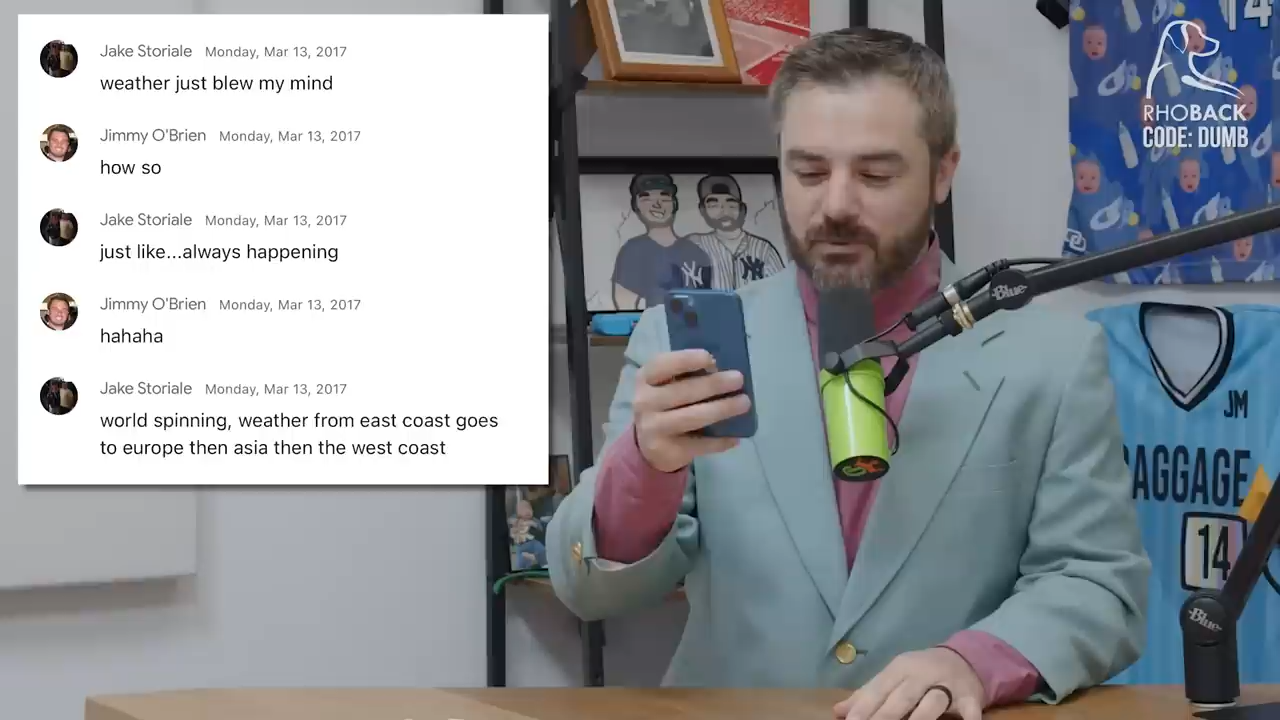 Jake Storiale Monday, Mar 13, 2017
weather just blew my mind
Jimmy O'Brien Monday, Mar 13, 2017
how so
Jake Storiale Monday, Mar 13, 2017
just like...always happening
Jimmy O'Brien Monday, Mar 13, 2017
hahaha
Jake Storiale Monday, Mar 13, 2017
world spinning, weather from east coast goes
to europe then asia then the west coast
14
RHOBACK
CODE: DUMB
Blue
JM
BAGGAGE
14
Blue